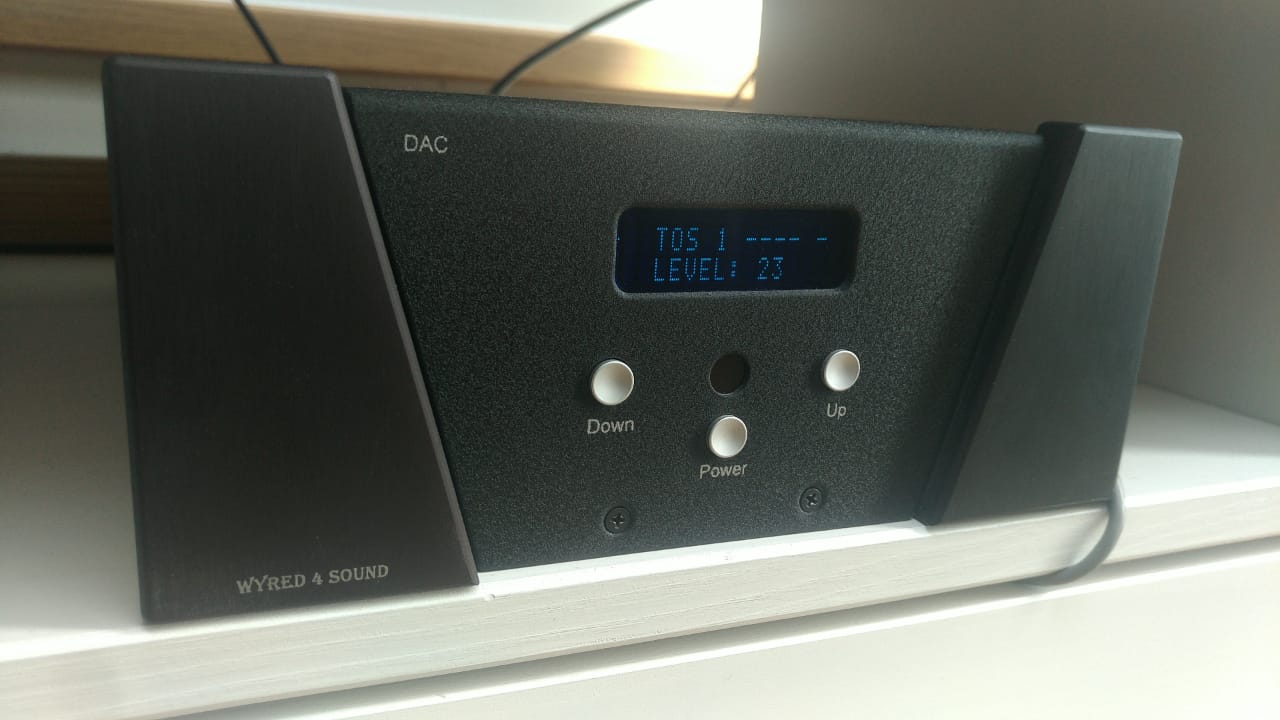 DAC
TOS 1 ---- -
LEVEL: 23
Down
Up
Power
WYRED 4 SOUND